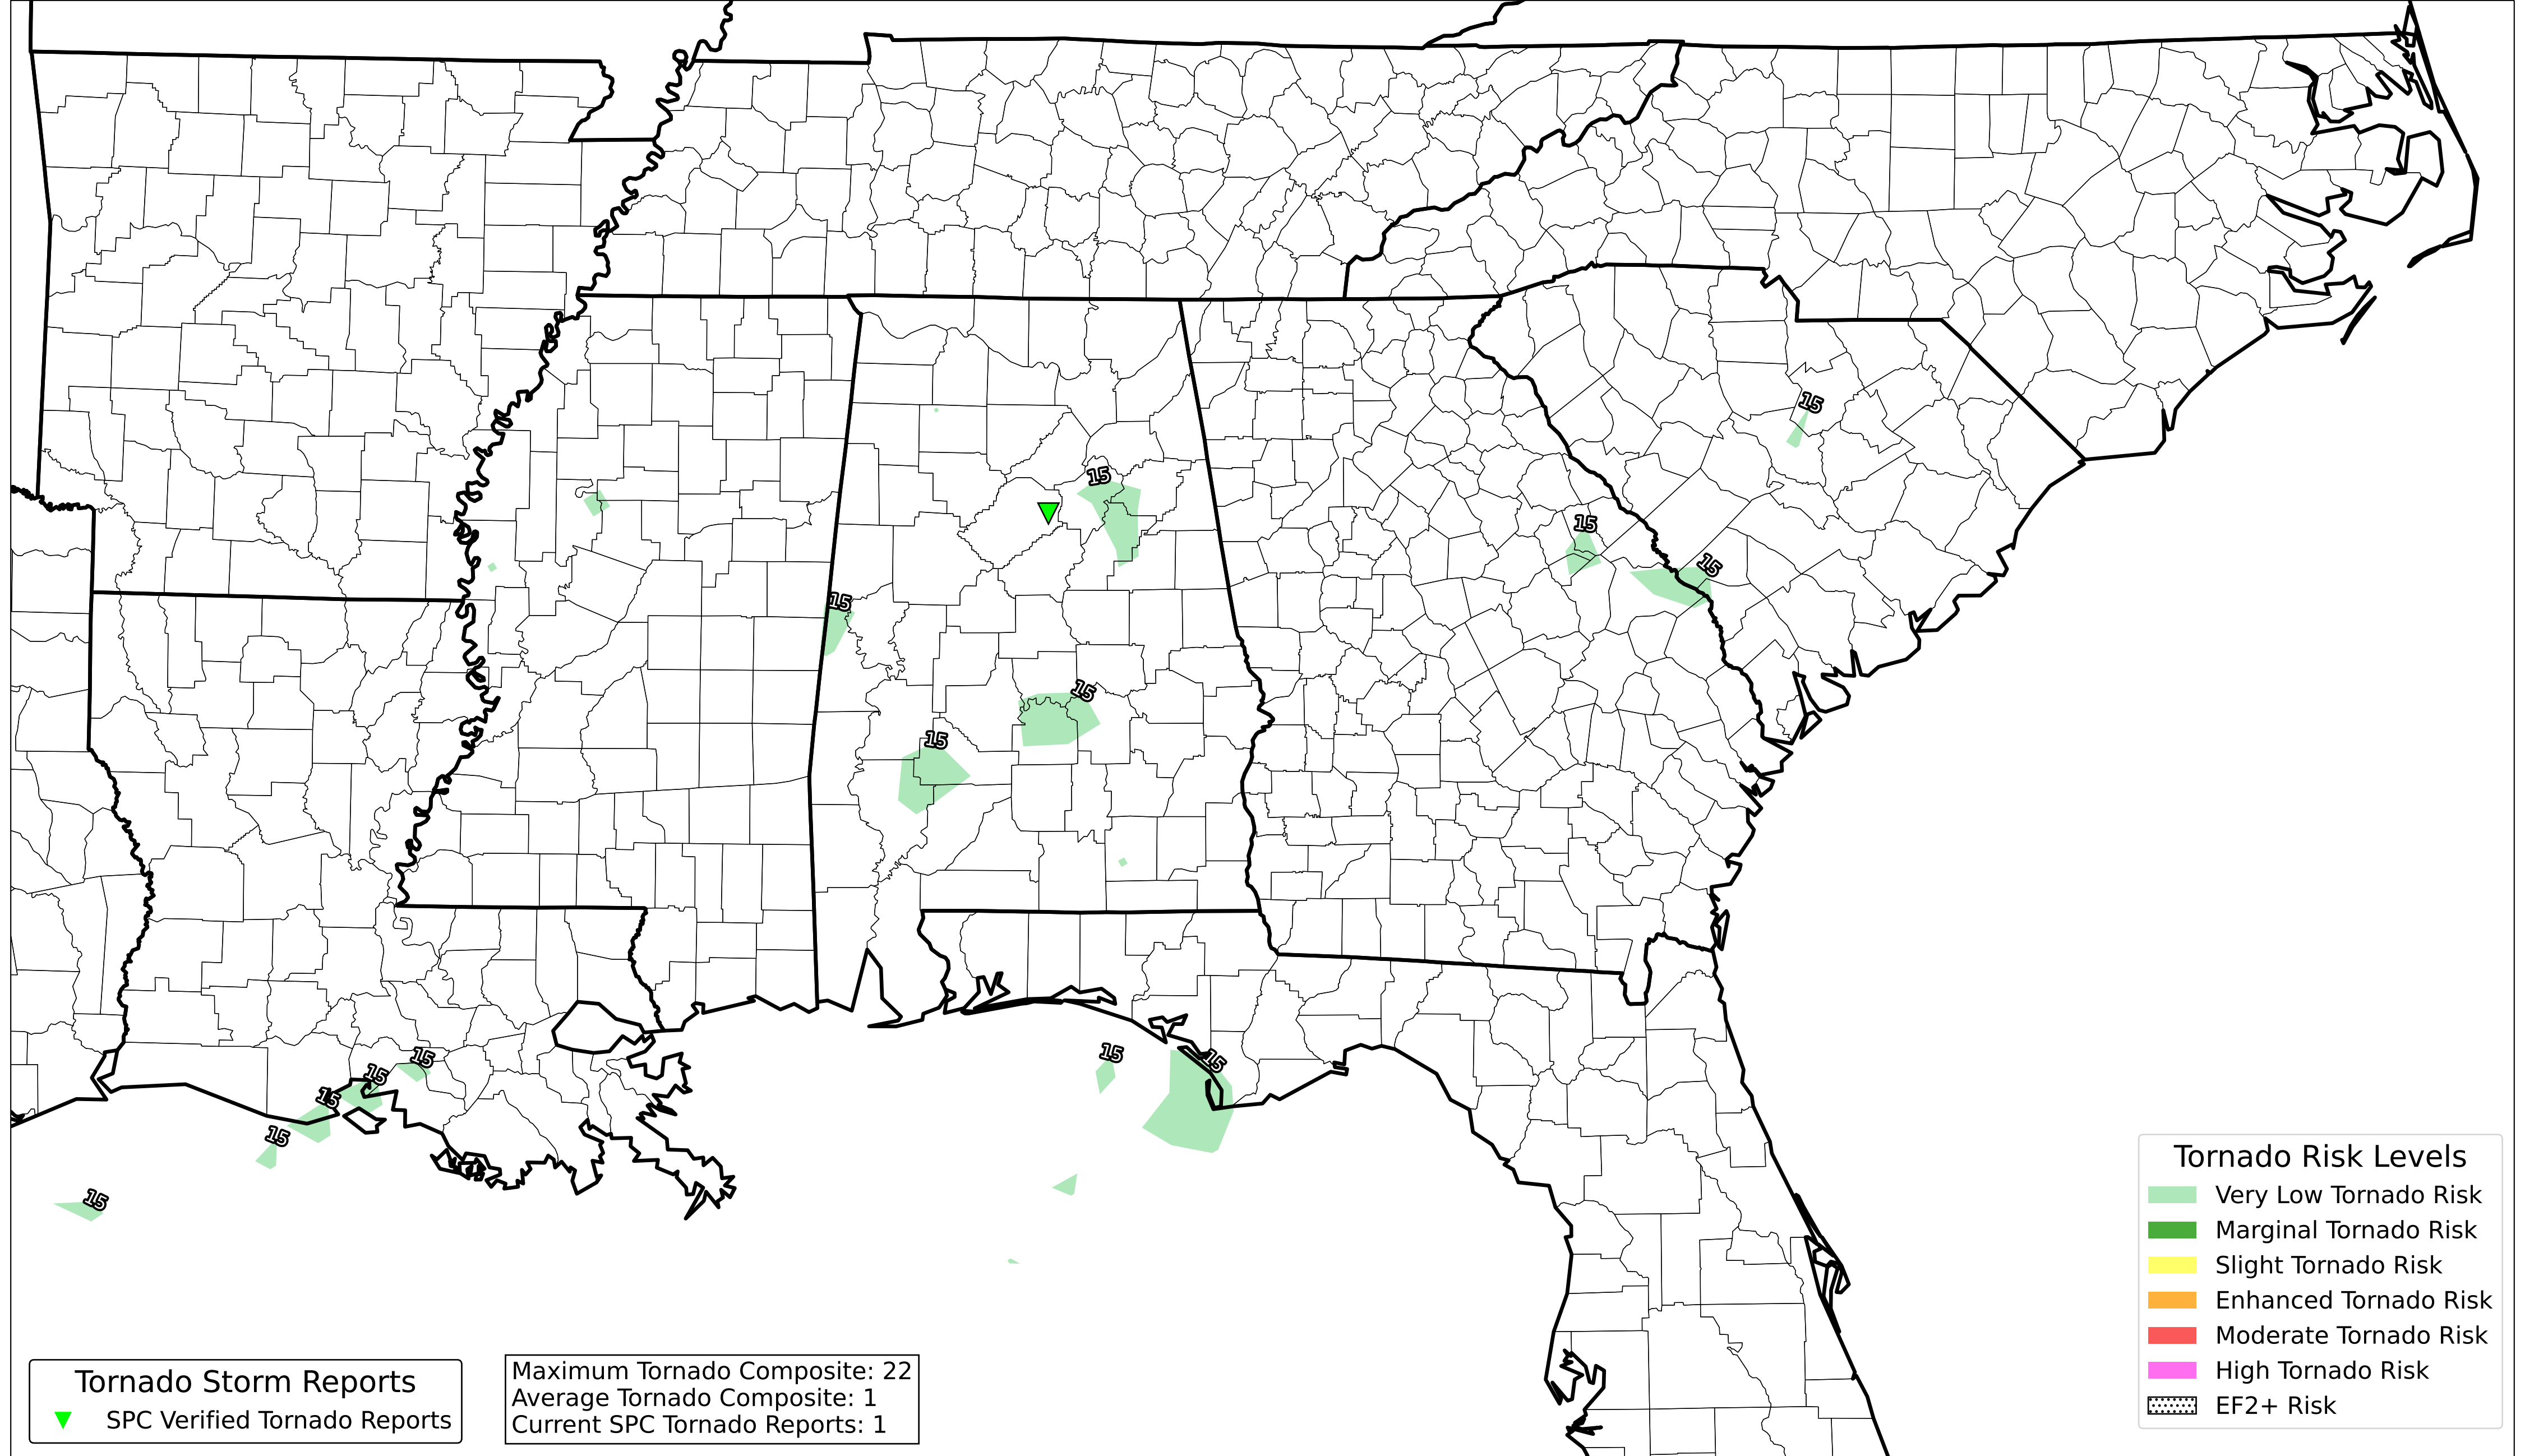 15
15
15
15
15
15
15
15
15
15
15
15
15
15
Tornado Risk Levels
Very Low Tornado Risk
Marginal Tornado Risk
Slight Tornado Risk
Enhanced Tornado Risk
Moderate Tornado Risk
High Tornado Risk
EF2+ Risk
Tornado Storm Reports
SPC Verified Tornado Reports
Maximum Tornado Composite: 22
Average Tornado Composite: 1
Current SPC Tornado Reports: 1